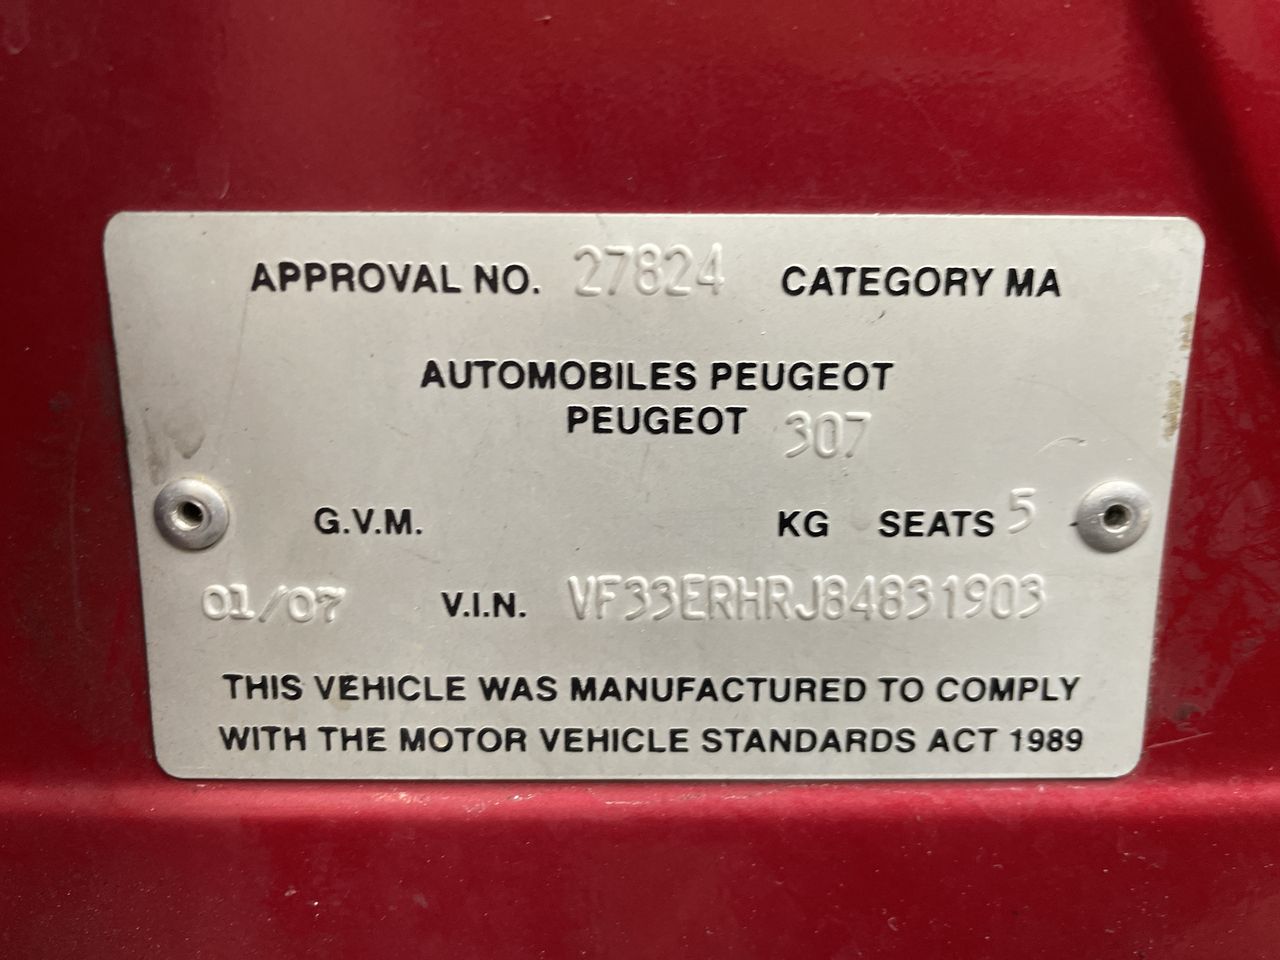 APPROVAL NO. 27824 CATEGORY MA
AUTOMOBILES PEUGEOT
PEUGEOT 307
G.V.M. KG SEATS 5
01/07 V.I.N. VF33ERHRJ84831903
THIS VEHICLE WAS MANUFACTURED TO COMPLY
WITH THE MOTOR VEHICLE STANDARDS ACT 1989